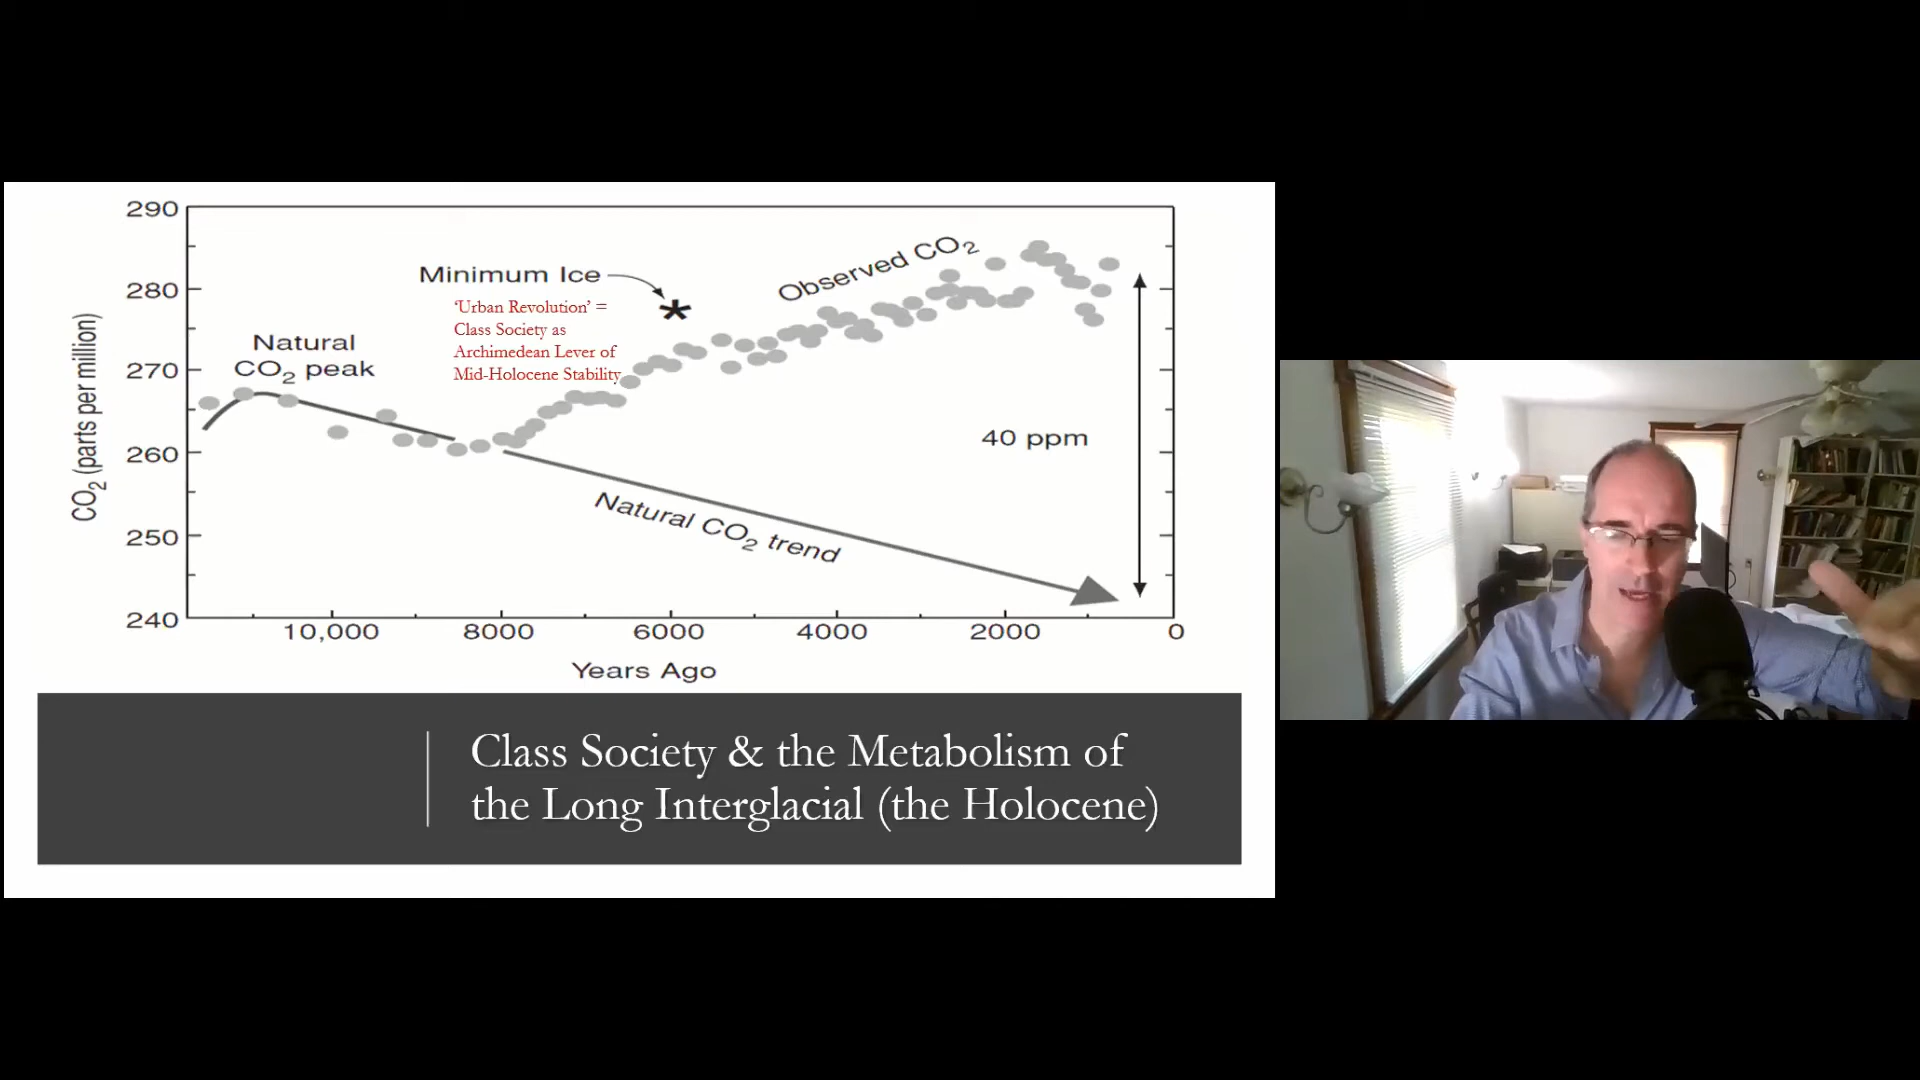 290
280
270
260
250
240
CO2 (parts per million)
Natural
CO2 peak
Minimum Ice
*
‘Urban Revolution’ =
Class Society as
Archimedean Lever of
Mid-Holocene Stability
Observed CO2
40 ppm
Natural CO2 trend
10,000 8000 6000 4000 2000 0
Years Ago
Class Society & the Metabolism of
the Long Interglacial (the Holocene)